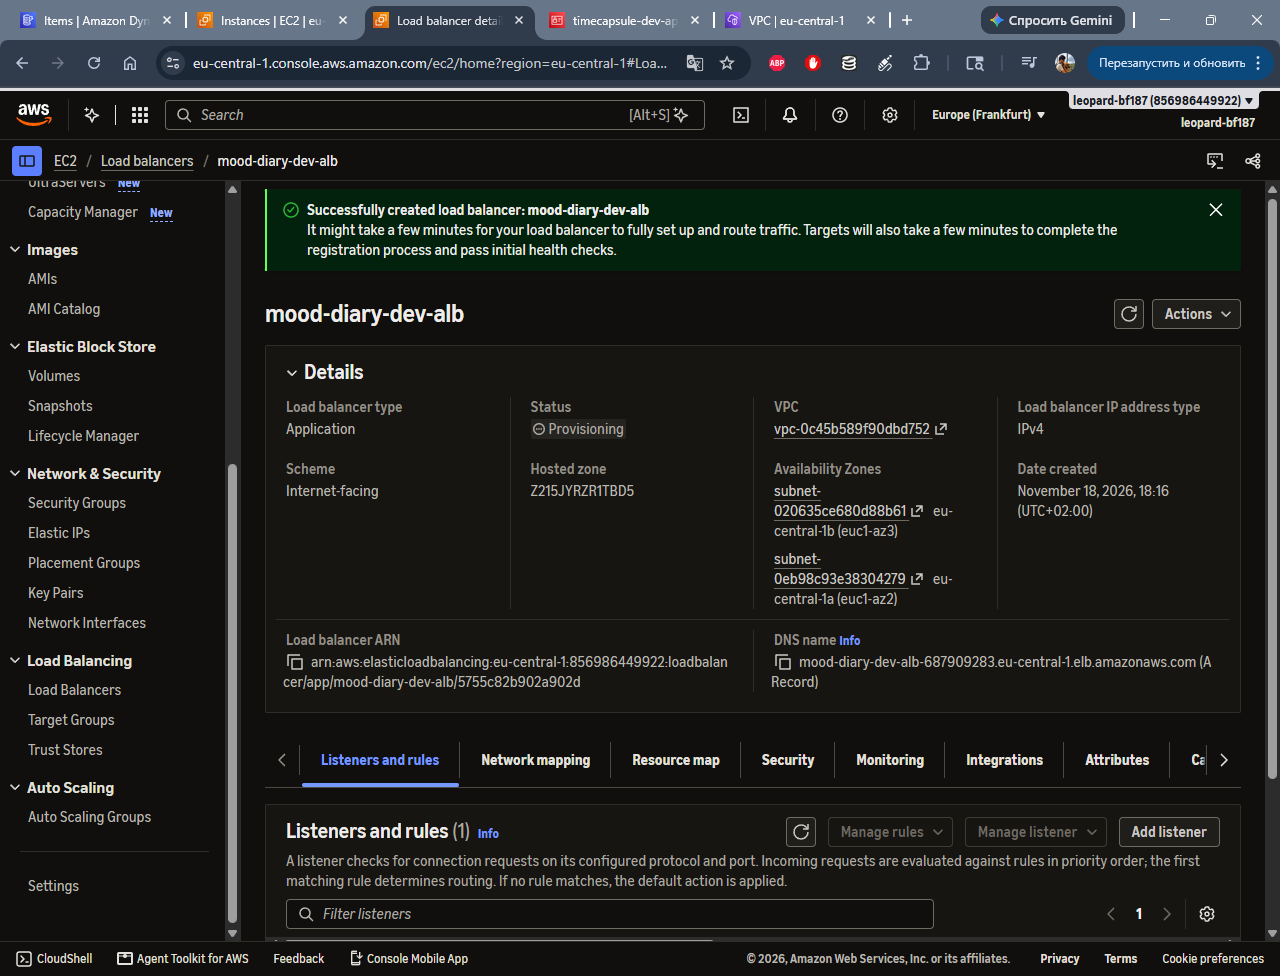 Items | Amazon Dyn
Instances | EC2 | eu-
Load balancer detai
timecapsule-dev-ap
VPC | eu-central-1
Спросить Gemini
eu-central-1.console.aws.amazon.com/ec2/home?region=eu-central-1#Loa...
ABP
Перезапустить и обновить
aws
Search
[Alt+S]
Europe (Frankfurt)
leopard-bf187 (856986449922)
leopard-bf187
EC2 / Load balancers / mood-diary-dev-alb
UltraServers New
Capacity Manager New
Images
AMIs
AMI Catalog
Elastic Block Store
Volumes
Snapshots
Lifecycle Manager
Network & Security
Security Groups
Elastic IPs
Placement Groups
Key Pairs
Network Interfaces
Load Balancing
Load Balancers
Target Groups
Trust Stores
Auto Scaling
Auto Scaling Groups
Settings
Successfully created load balancer: mood-diary-dev-alb
It might take a few minutes for your load balancer to fully set up and route traffic. Targets will also take a few minutes to complete the
registration process and pass initial health checks.
mood-diary-dev-alb
Actions
Details
Load balancer type
Application
Status
Provisioning
VPC
vpc-0c45b589f90dbd752
Load balancer IP address type
IPv4
Scheme
Internet-facing
Hosted zone
Z215JYRZR1TBD5
Availability Zones
subnet-
020635ce680d88b61 eu-
central-1b (euc1-az3)
subnet-
0eb98c93e38304279 eu-
central-1a (euc1-az2)
Date created
November 18, 2026, 18:16
(UTC+02:00)
Load balancer ARN
arn:aws:elasticloadbalancing:eu-central-1:856986449922:loadbalan
cer/app/mood-diary-dev-alb/5755c82b902a902d
DNS name Info
mood-diary-dev-alb-687909283.eu-central-1.elb.amazonaws.com (A
Record)
Listeners and rules
Network mapping
Resource map
Security
Monitoring
Integrations
Attributes
Ca
Listeners and rules (1) Info
Manage rules
Manage listener
Add listener
A listener checks for connection requests on its configured protocol and port. Incoming requests are evaluated against rules in priority order; the first
matching rule determines routing. If no rule matches, the default action is applied.
Filter listeners
1
CloudShell
Agent Toolkit for AWS
Feedback
Console Mobile App
© 2026, Amazon Web Services, Inc. or its affiliates.
Privacy
Terms
Cookie preferences